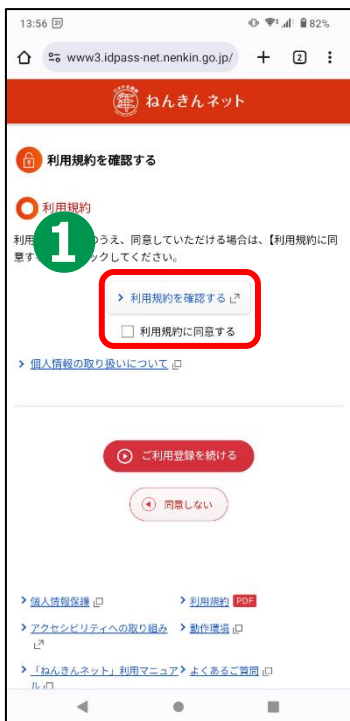 13:56 31 82%
www3.idpass-net.nenkin.go.jp/ 2
ねんきんネット
利用規約を確認する
利用規約
利用 のうえ、同意していただける場合は、【利用規約に同
意す ックしてください。
1
利用規約を確認する
利用規約に同意する
個人情報の取り扱いについて
ご利用登録を続ける
同意しない
個人情報保護 利用規約 PDF
アクセシビリティへの取り組み 動作環境
「ねんきんネット」利用マニュア よくあるご質問
ル